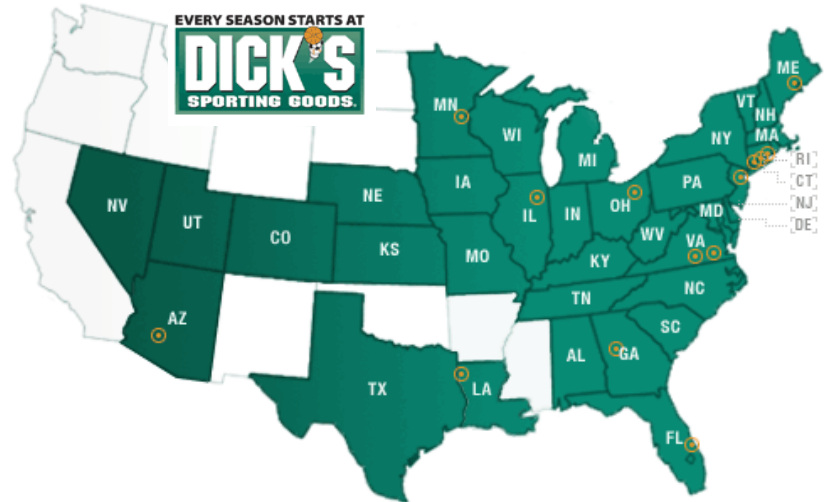 EVERY SEASON STARTS AT
DICK'S
SPORTING GOODS.
ME
MN
VT
NH
WI
NY
MA
MI
[RI]
IA
PA
[CT]
NE
NV
IL
IN
OH
[NJ]
UT
MD
CO
WV
VA
[DE]
KS
MO
KY
NC
TN
AZ
SC
AL
GA
TX
LA
FL